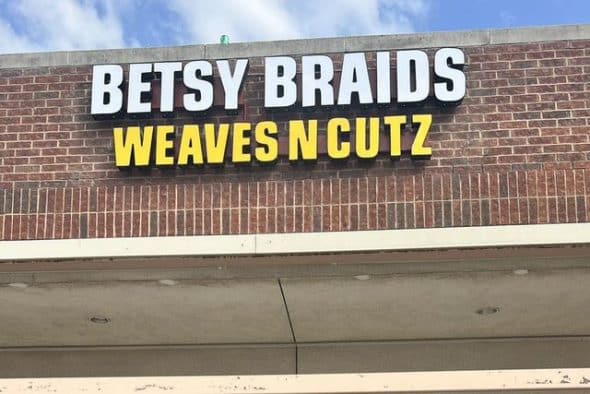 BETSY BRAIDS
WEAVES N CUTZ